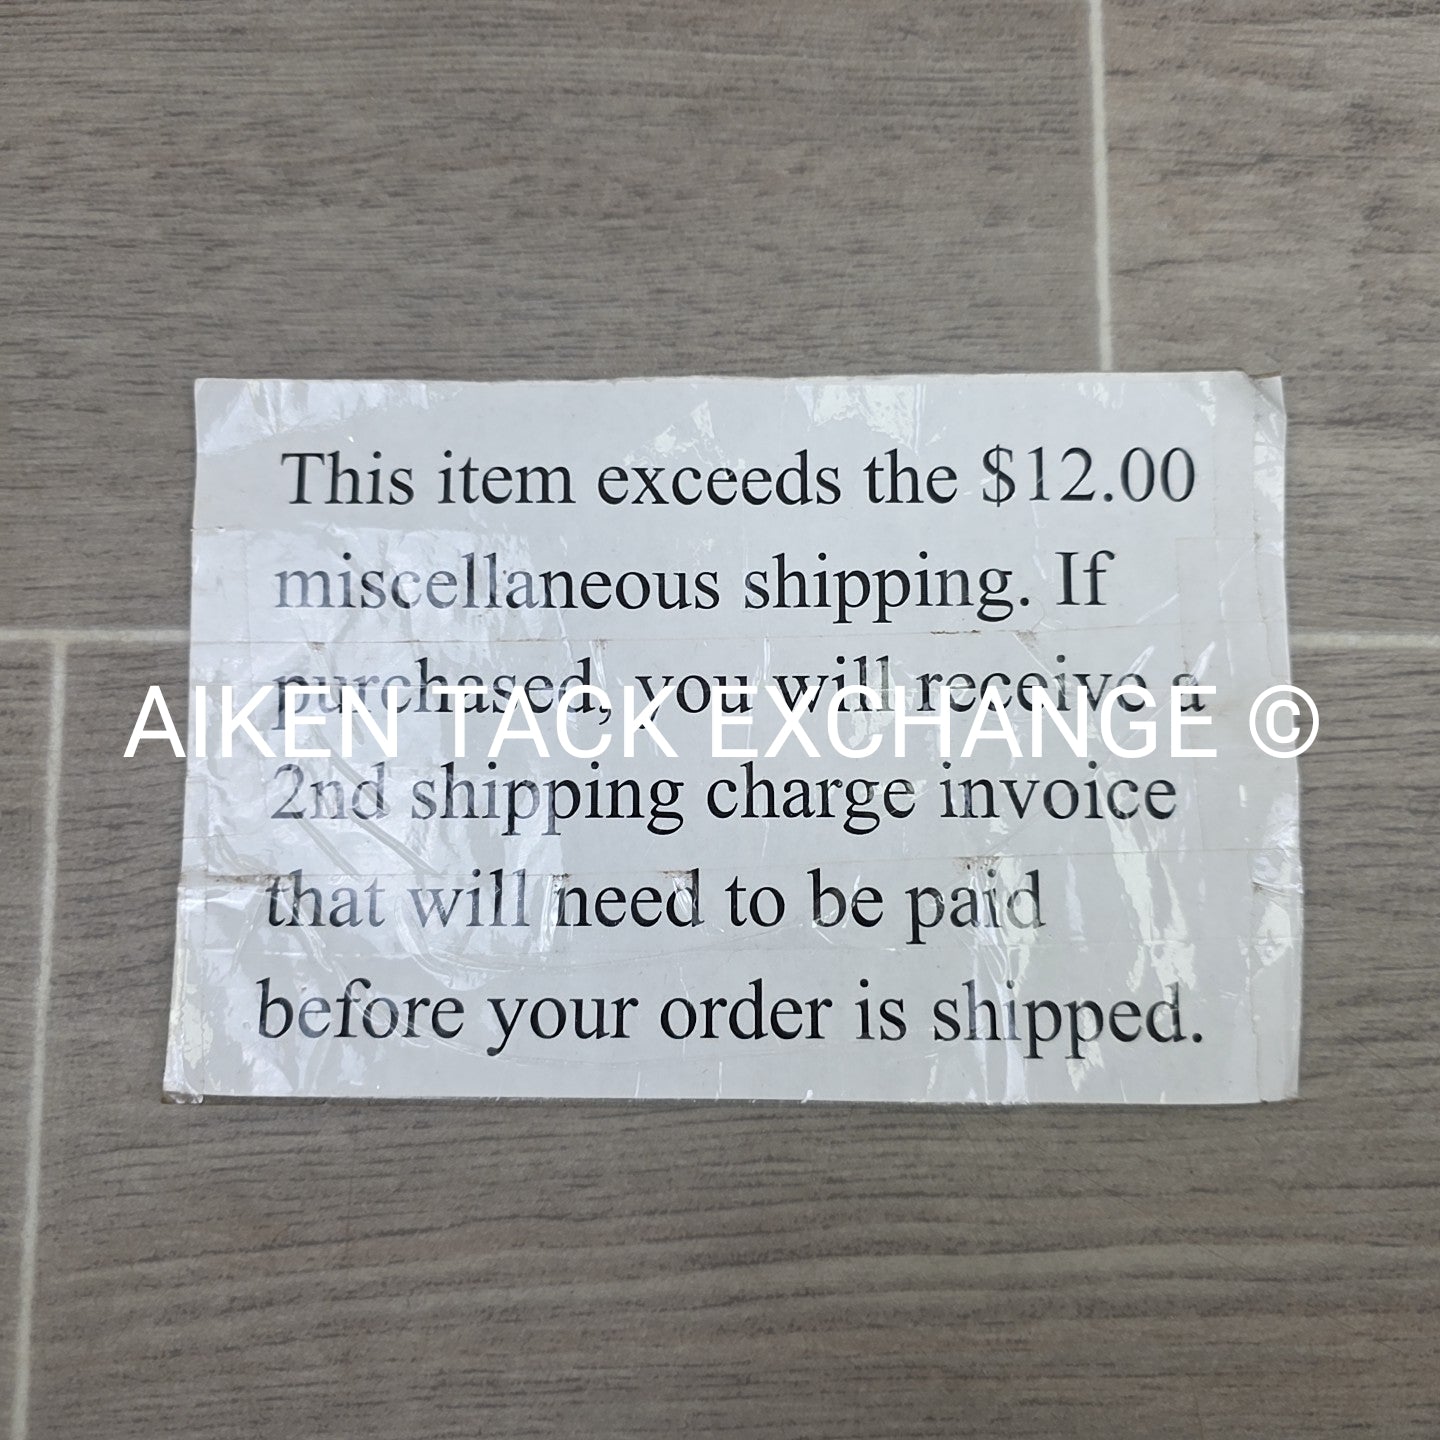 This item exceeds the $12.00
miscellaneous shipping. If
purchased, you will receive a
AIKEN TACK EXCHANGE ©
2nd shipping charge invoice
that will need to be paid
before your order is shipped.